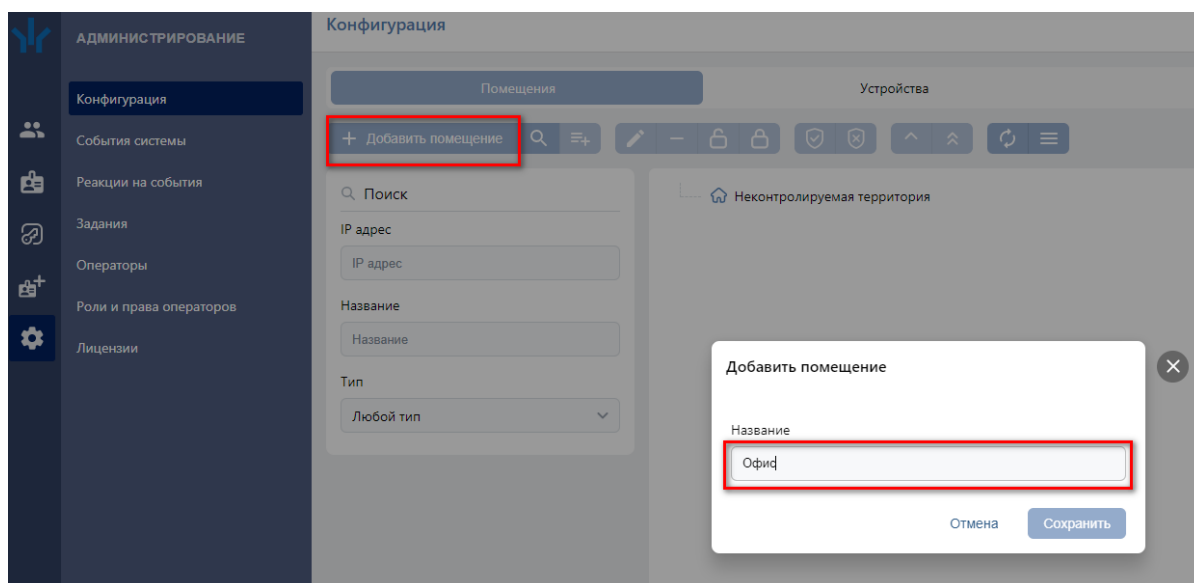 Конфигурация
АДМИНИСТРИРОВАНИЕ
Конфигурация
События системы
Реакции на события
Задания
Операторы
Роли и права операторов
Лицензии
Помещения
Устройства
+ Добавить помещение
Поиск
IP адрес
IP адрес
Название
Название
Тип
Любой тип
Неконтролируемая территория
Добавить помещение
Название
Офис
Отмена
Сохранить